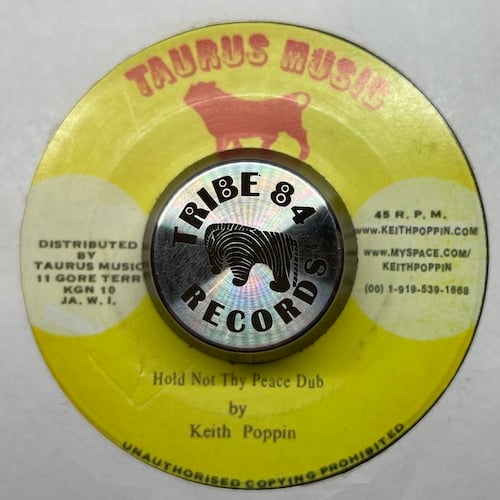 TAURUS MUSIC
TRIBE 84
RECORDS
DISTRIBUTED
BY
TAURUS MUSIC
11 GORE TERR
KGN 10
JA, W. I.
45 R. P. M.
www.KEITHPOPPIN.COM
www.MYSPACE.COM/
KEITHPOPPIN
(00) 1-919-539-1668
Hold Not Thy Peace Dub
by
Keith Poppin
UNAUTHORISED COPYING PROHIBITED